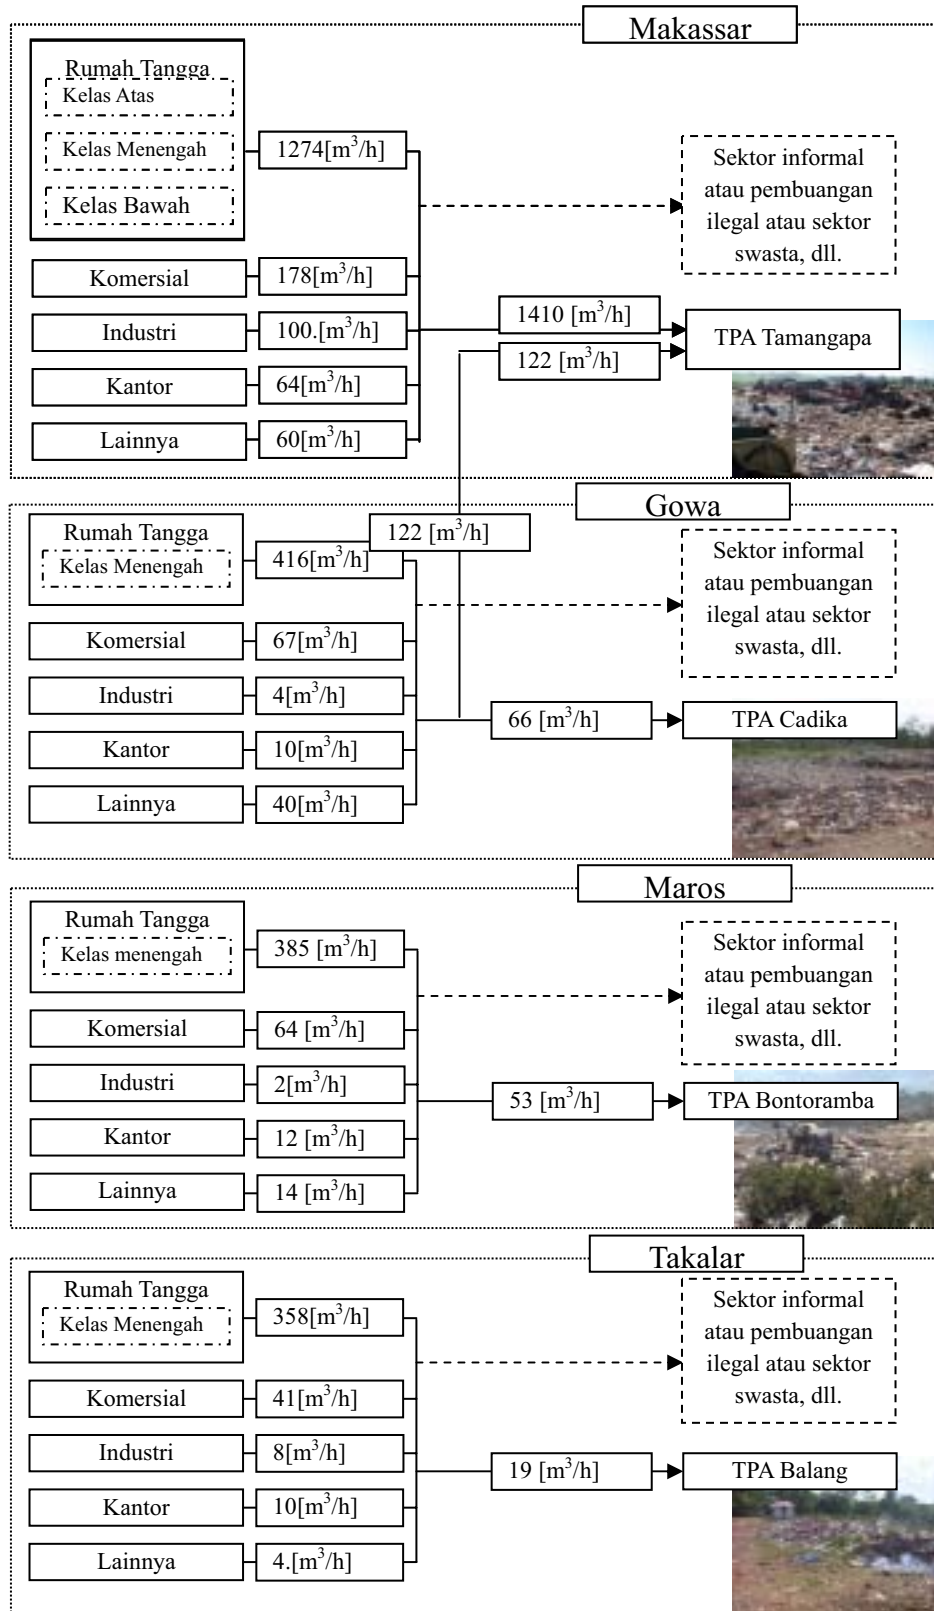 Makassar
Rumah Tangga
Kelas Atas
Kelas Menengah
Kelas Bawah
1274[m³/h]
Sektor informal
atau pembuangan
ilegal atau sektor
swasta, dll.
Komersial
178[m³/h]
Industri
100.[m³/h]
1410 [m³/h]
TPA Tamangapa
122 [m³/h]
Kantor
64[m³/h]
Lainnya
60[m³/h]
Gowa
Rumah Tangga
Kelas Menengah
416[m³/h]
122 [m³/h]
Sektor informal
atau pembuangan
ilegal atau sektor
swasta, dll.
Komersial
67[m³/h]
Industri
4[m³/h]
66 [m³/h]
TPA Cadika
Kantor
10[m³/h]
Lainnya
40[m³/h]
Maros
Rumah Tangga
Kelas menengah
385 [m³/h]
Sektor informal
atau pembuangan
ilegal atau sektor
swasta, dll.
Komersial
64 [m³/h]
Industri
2[m³/h]
53 [m³/h]
TPA Bontoramba
Kantor
12 [m³/h]
Lainnya
14 [m³/h]
Takalar
Rumah Tangga
Kelas Menengah
358[m³/h]
Sektor informal
atau pembuangan
ilegal atau sektor
swasta, dll.
Komersial
41[m³/h]
Industri
8[m³/h]
19 [m³/h]
TPA Balang
Kantor
10[m³/h]
Lainnya
4.[m³/h]